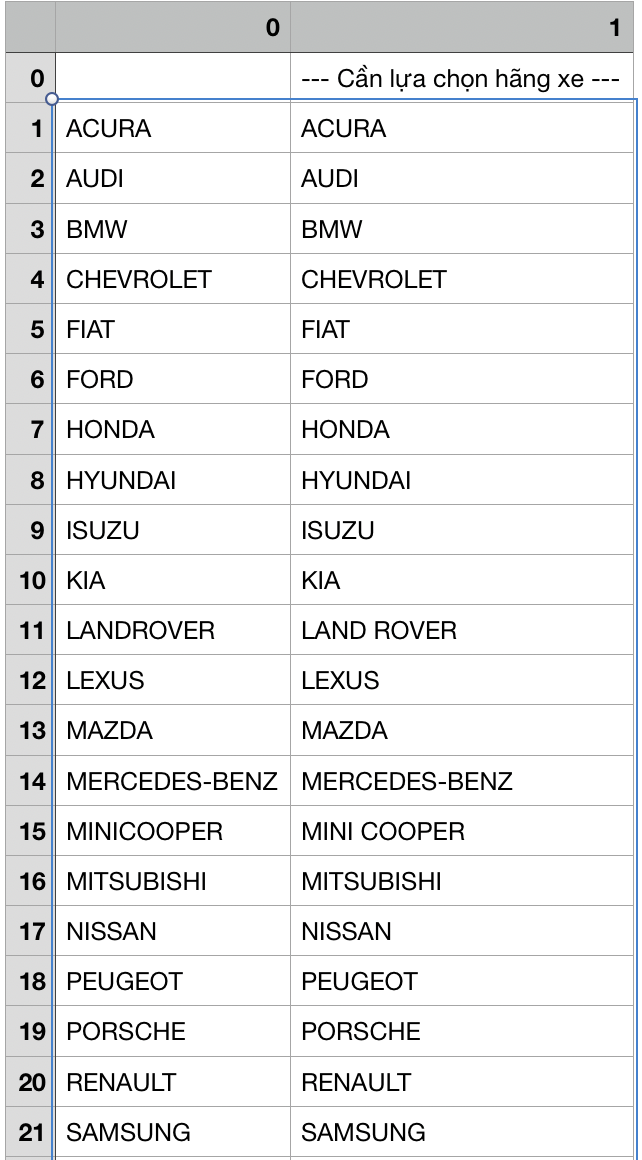 0 1
0 --- Cần lựa chọn hãng xe ---
1 ACURA ACURA
2 AUDI AUDI
3 BMW BMW
4 CHEVROLET CHEVROLET
5 FIAT FIAT
6 FORD FORD
7 HONDA HONDA
8 HYUNDAI HYUNDAI
9 ISUZU ISUZU
10 KIA KIA
11 LANDROVER LAND ROVER
12 LEXUS LEXUS
13 MAZDA MAZDA
14 MERCEDES-BENZ MERCEDES-BENZ
15 MINICOOPER MINI COOPER
16 MITSUBISHI MITSUBISHI
17 NISSAN NISSAN
18 PEUGEOT PEUGEOT
19 PORSCHE PORSCHE
20 RENAULT RENAULT
21 SAMSUNG SAMSUNG